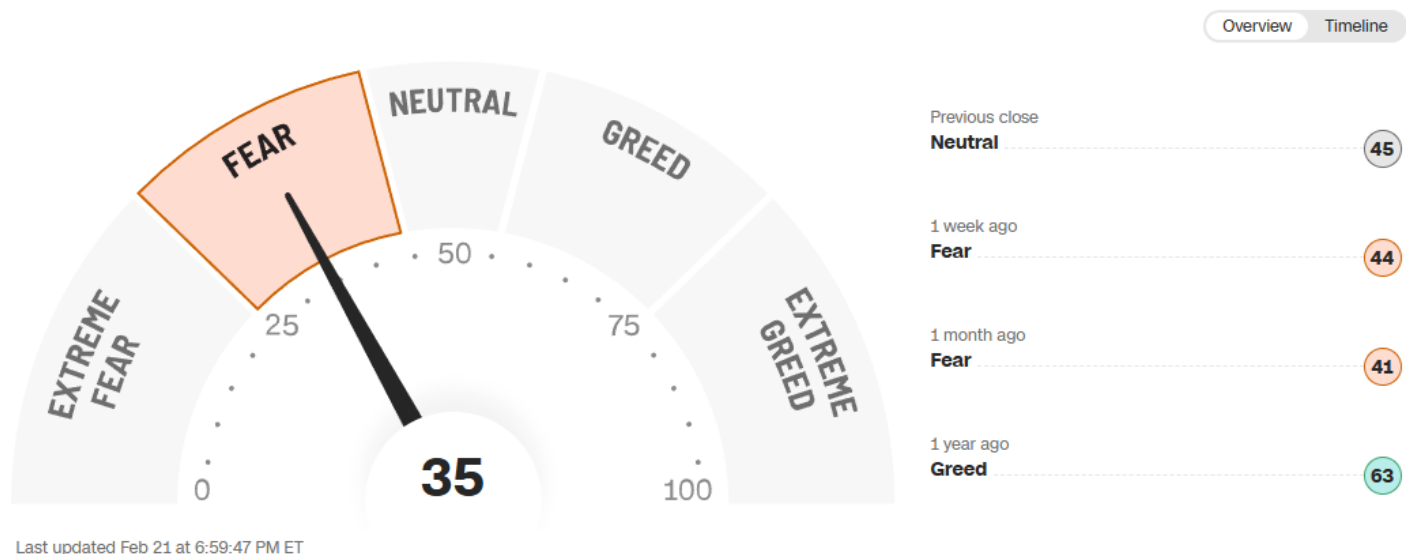 Overview Timeline
EXTREME
FEAR
FEAR
NEUTRAL
GREED
EXTREME
GREED
0
25
50
75
100
35
Last updated Feb 21 at 6:59:47 PM ET
Previous close
Neutral 45
1 week ago
Fear 44
1 month ago
Fear 41
1 year ago
Greed 63